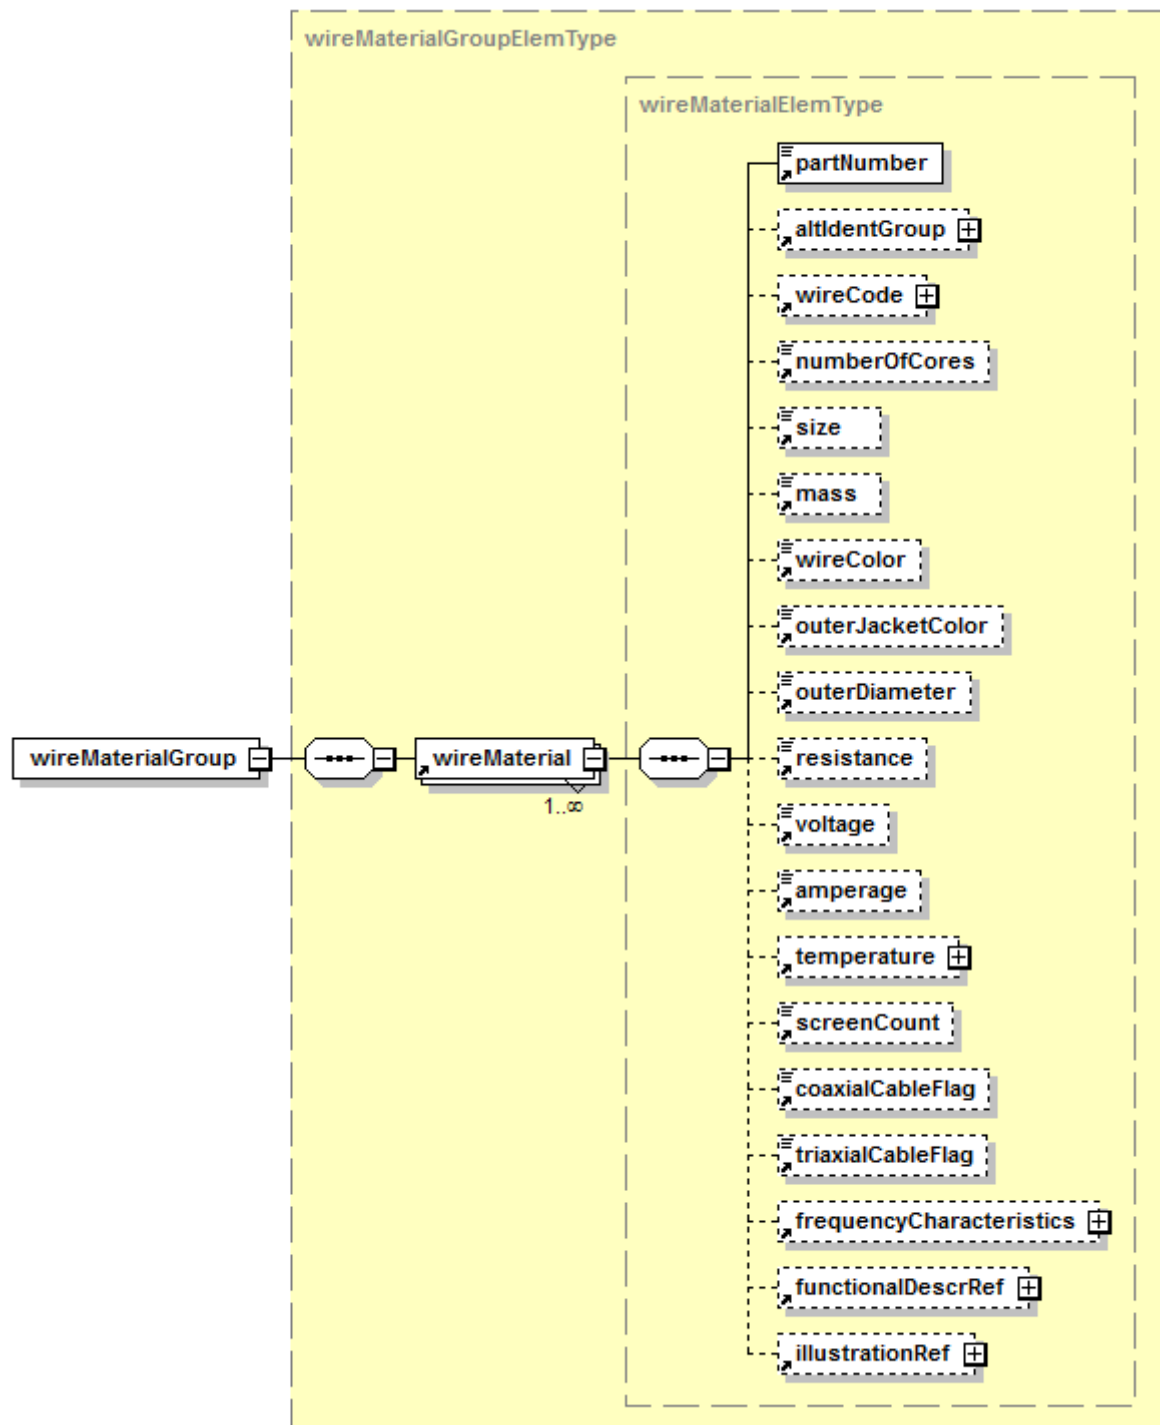 wireMaterialGroupElemType
wireMaterialElemType
partNumber
altIdentGroup
wireCode
numberOfCores
size
mass
wireColor
outerJacketColor
outerDiameter
wireMaterialGroup
wireMaterial
1..∞
resistance
voltage
amperage
temperature
screenCount
coaxialCableFlag
triaxialCableFlag
frequencyCharacteristics
functionalDescrRef
illustrationRef